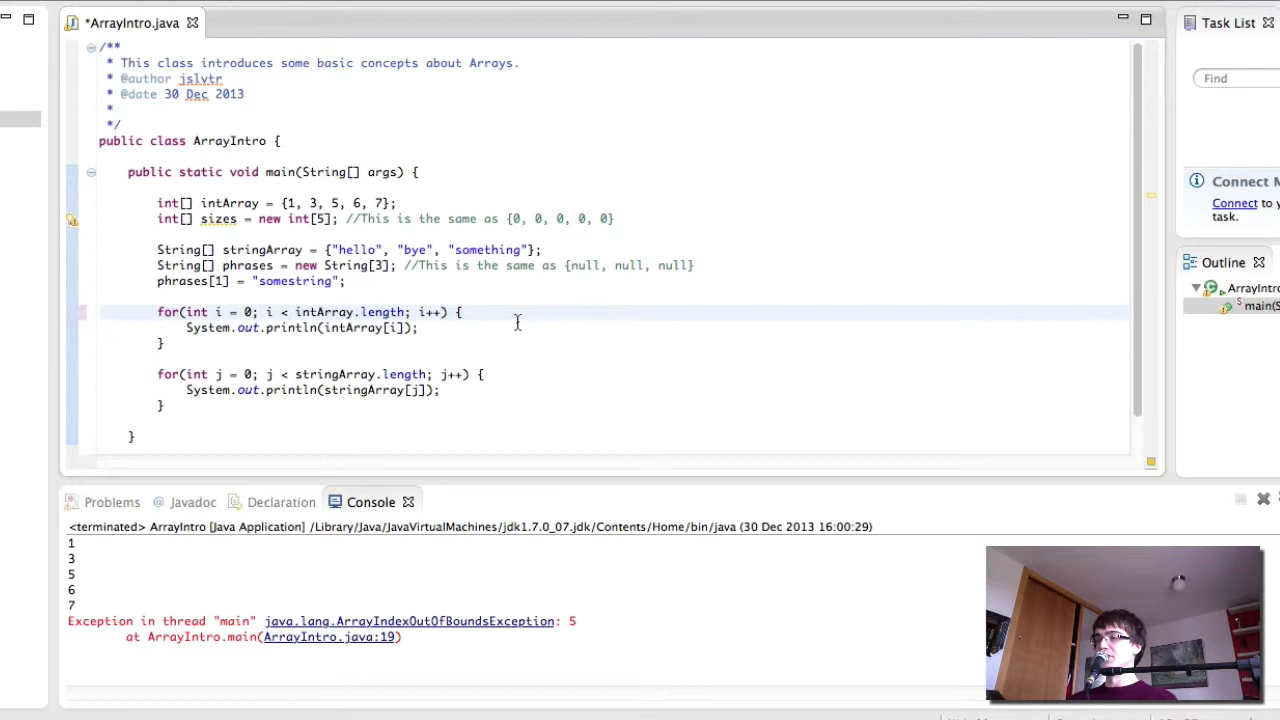 *ArrayIntro.java
Task List
/**
 * This class introduces some basic concepts about Arrays.
 * @author jslvtr
 * @date 30 Dec 2013
 *
 */
public class ArrayIntro {
public static void main(String[] args) {
int[] intArray = {1, 3, 5, 6, 7};
int[] sizes = new int[5]; //This is the same as {0, 0, 0, 0, 0}
String[] stringArray = {"hello", "bye", "something"};
String[] phrases = new String[3]; //This is the same as {null, null, null}
phrases[1] = "somestring";
for(int i = 0; i < intArray.length; i++) {
System.out.println(intArray[i]);
}
for(int j = 0; j < stringArray.length; j++) {
System.out.println(stringArray[j]);
}
}
Find
Connect M
Connect to y
task.
Outline
ArrayIntro
main(S
Problems @ Javadoc Declaration Console
<terminated> ArrayIntro [Java Application] /Library/Java/JavaVirtualMachines/jdk1.7.0_07.jdk/Contents/Home/bin/java (30 Dec 2013 16:00:29)
1
3
5
6
7
Exception in thread "main" java.lang.ArrayIndexOutOfBoundsException: 5
at ArrayIntro.main(ArrayIntro.java:19)